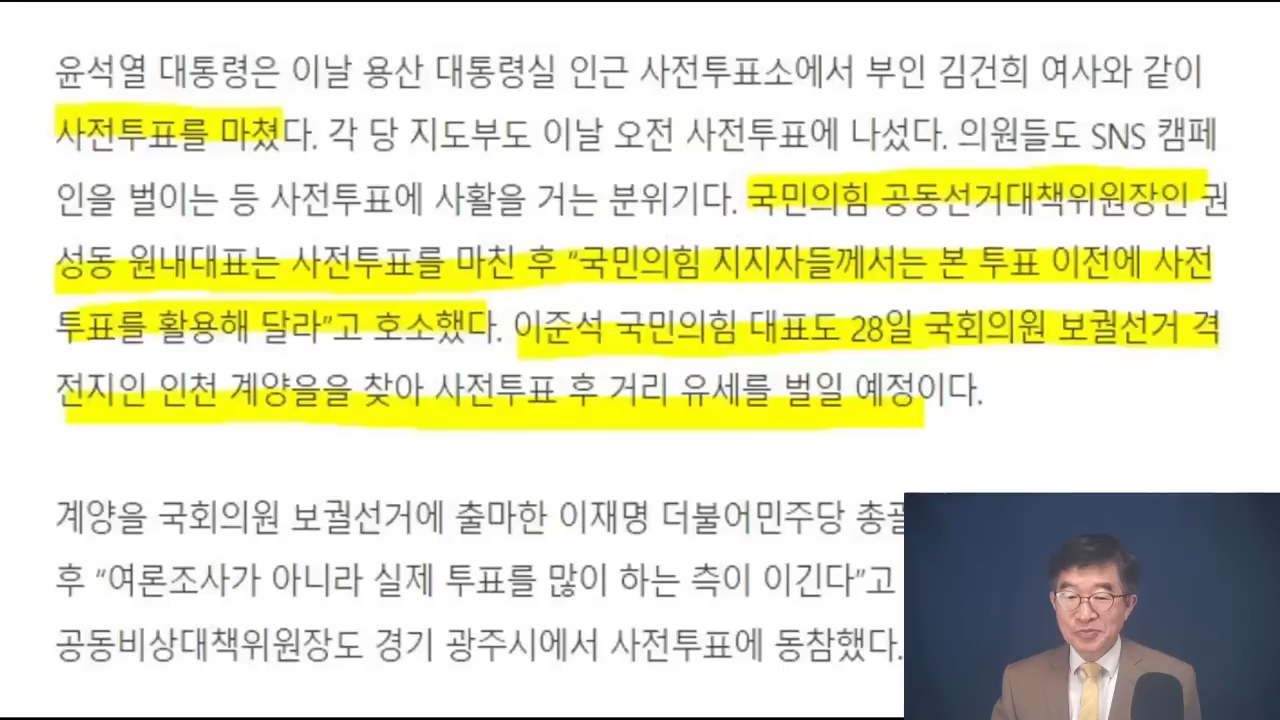 윤석열 대통령은 이날 용산 대통령실 인근 사전투표소에서 부인 김건희 여사와 같이
사전투표를 마쳤다. 각 당 지도부도 이날 오전 사전투표에 나섰다. 의원들도 SNS 캠페
인을 벌이는 등 사전투표에 사활을 거는 분위기다. 국민의힘 공동선거대책위원장인 권
성동 원내대표는 사전투표를 마친 후 “국민의힘 지지자들께서는 본 투표 이전에 사전
투표를 활용해 달라”고 호소했다. 이준석 국민의힘 대표도 28일 국회의원 보궐선거 격
전지인 인천 계양을을 찾아 사전투표 후 거리 유세를 벌일 예정이다.
계양을 국회의원 보궐선거에 출마한 이재명 더불어민주당
후 “여론조사가 아니라 실제 투표를 많이 하는 측이 이긴다”고
공동비상대책위원장도 경기 광주시에서 사전투표에 동참했다.